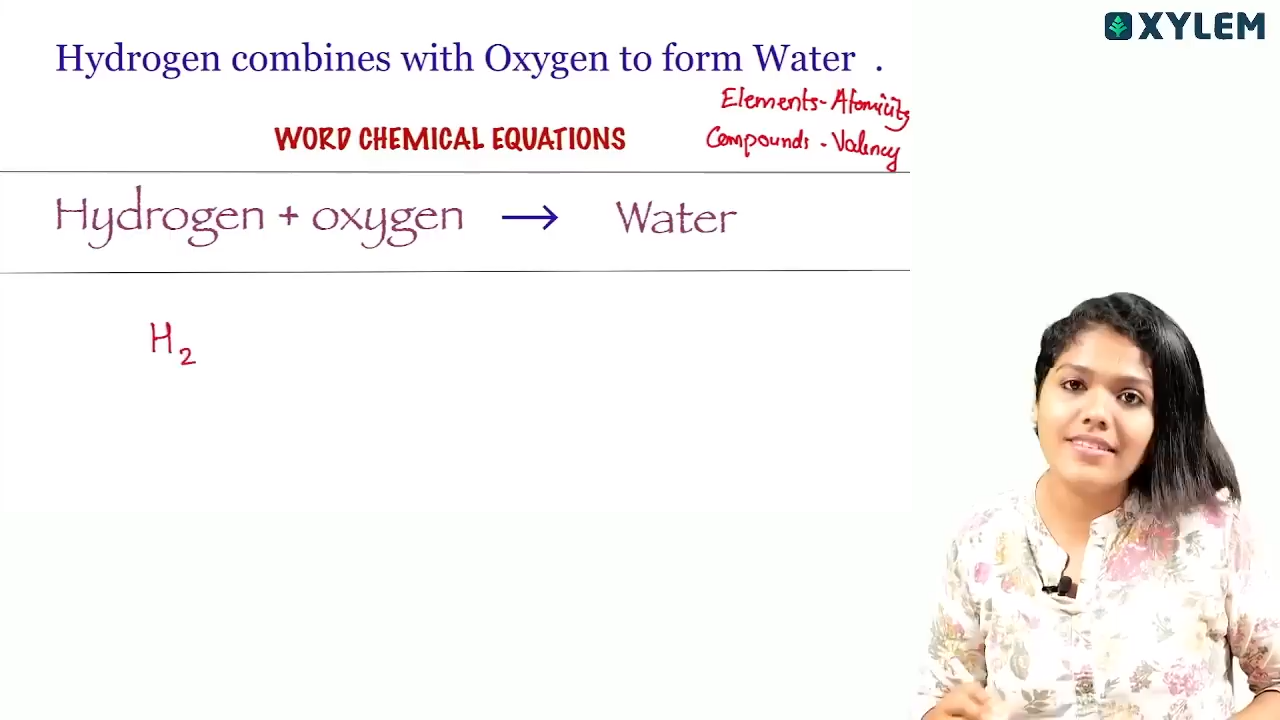 XYLEM
Hydrogen combines with Oxygen to form Water .
Elements - Atomicity
WORD CHEMICAL EQUATIONS
Compounds - Valency
Hydrogen + oxygen → Water
H₂